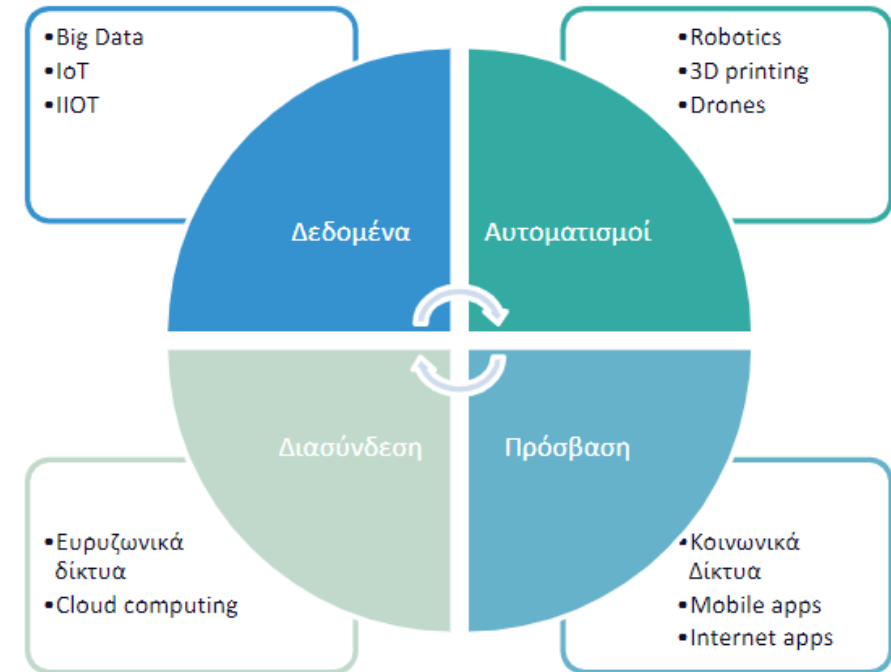 •Big Data
•IoT
•IIOT
•Robotics
•3D printing
•Drones
Δεδομένα
Αυτοματισμοί
Διασύνδεση
Πρόσβαση
•Ευρυζωνικά
δίκτυα
•Cloud computing
•Κοινωνικά
Δίκτυα
•Mobile apps
•Internet apps